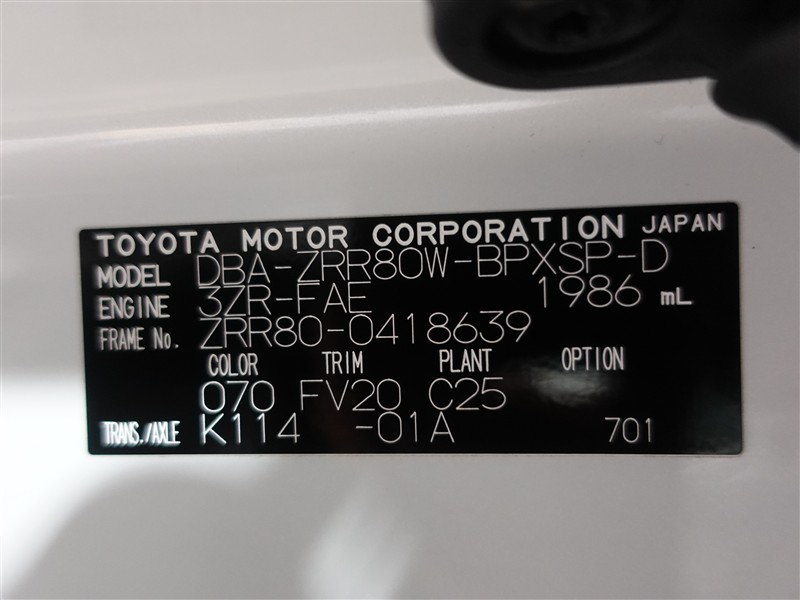 TOYOTA MOTOR CORPORATION JAPAN
MODEL DBA-ZRR80W-BPXSP-D
ENGINE 3ZR-FAE 1986 mL
FRAME No. ZRR80-0418639
COLOR TRIM PLANT OPTION
070 FV20 C25
TRANS./AXLE K114 -01A 701